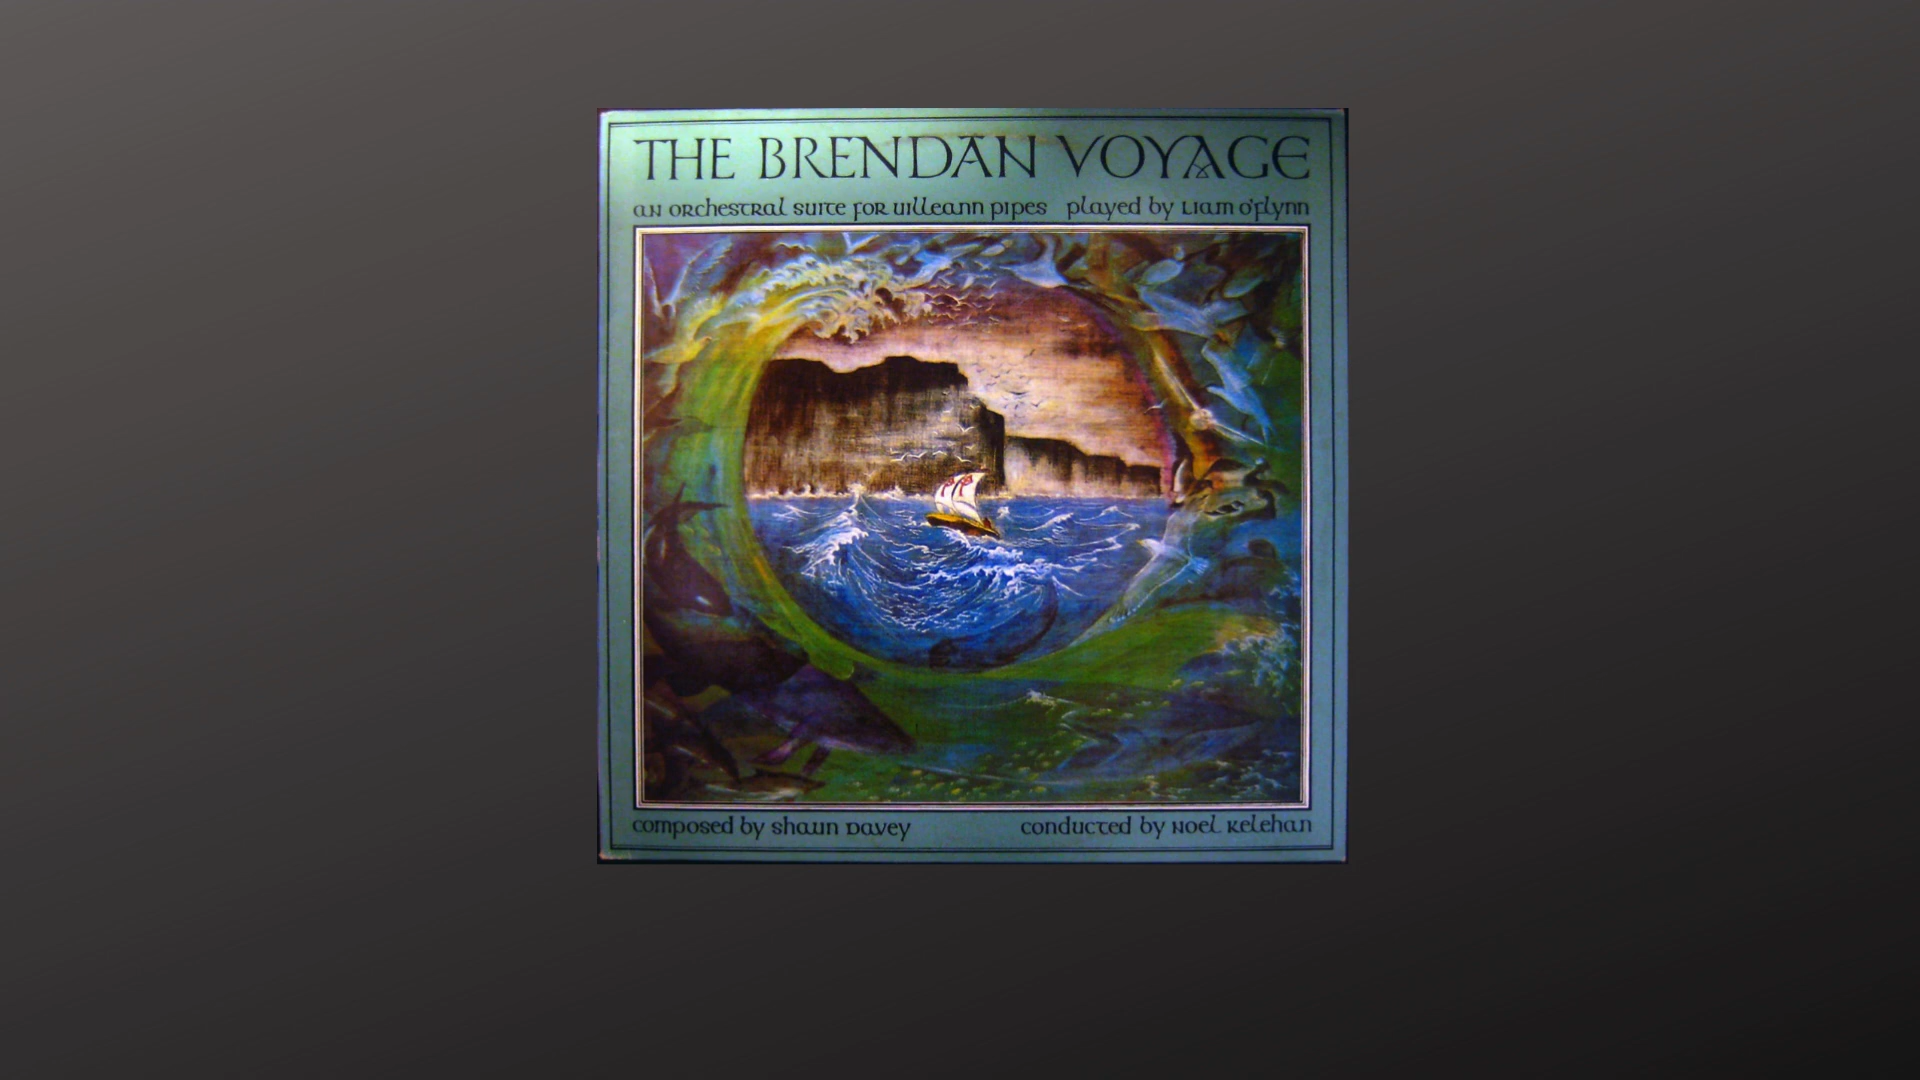 THE BRENDAN VOYAGE
an orchestral suite for uilleann pipes played by Liam O'Flynn
composed by Shaun Davey conducted by Noel Kelehan